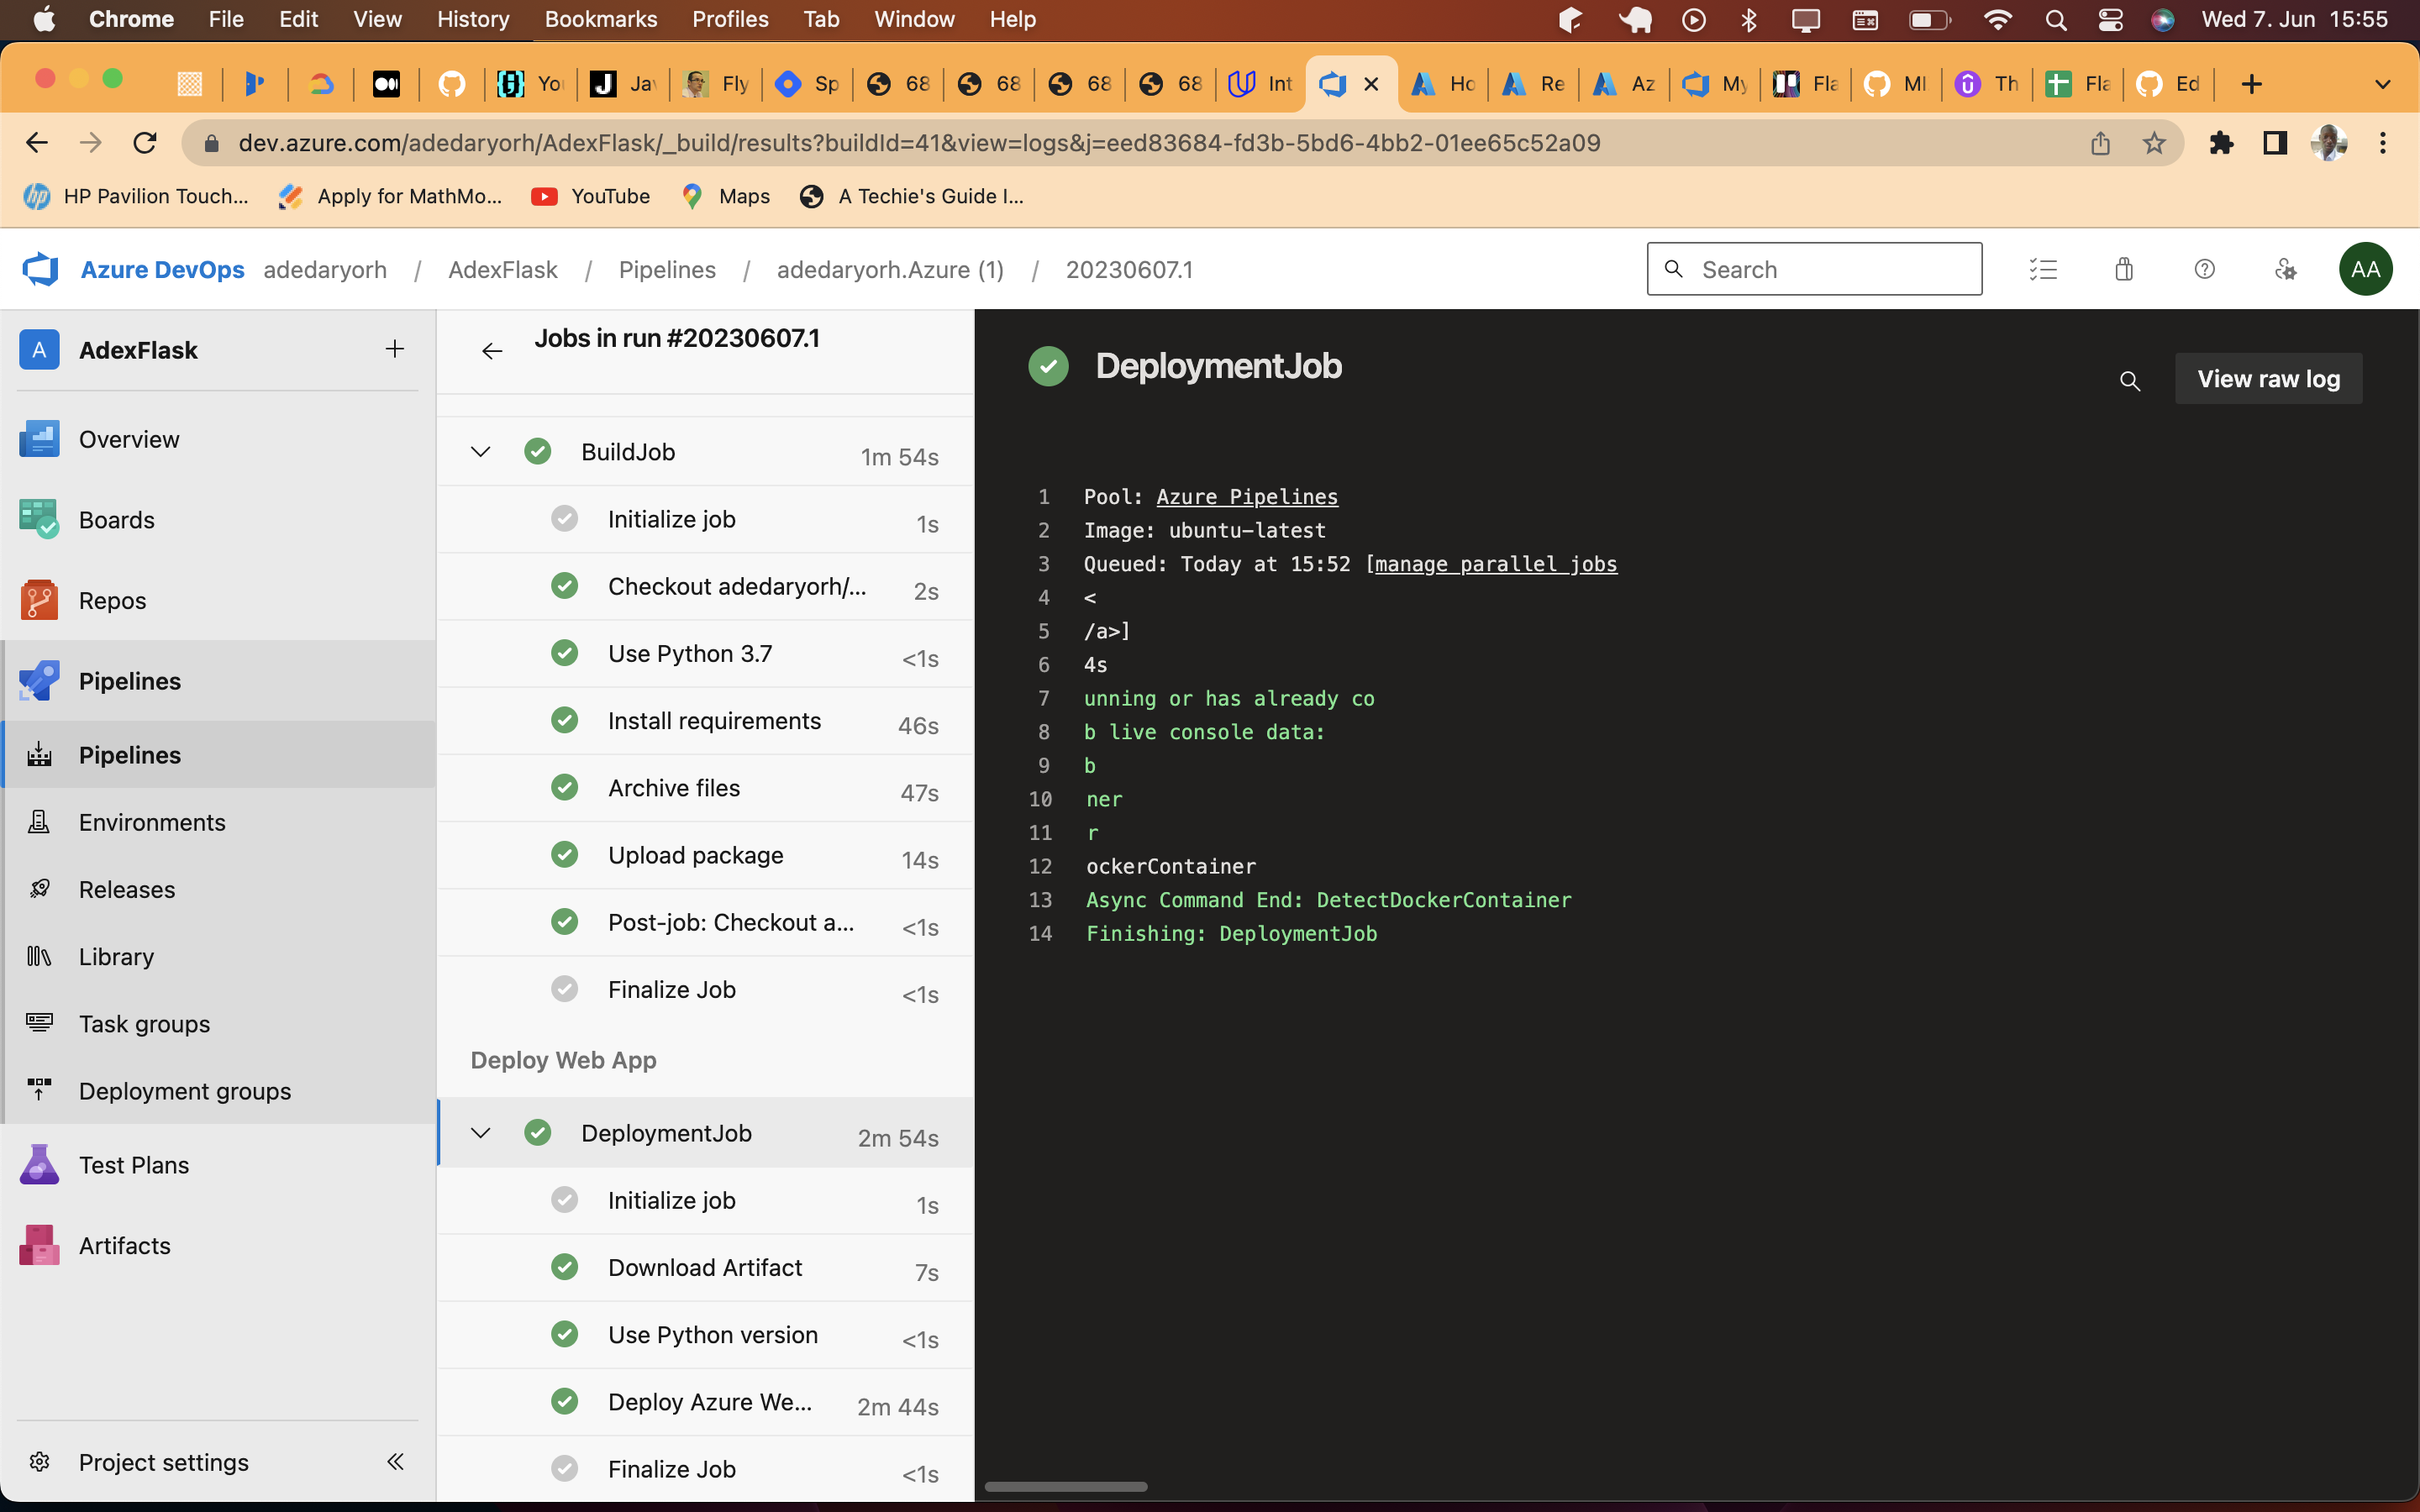 Chrome File Edit View History Bookmarks Profiles Tab Window Help Wed 7. Jun 15:55
You Jav Fly Sp 68 68 68 68 Int Ho Re Az My Fla MI Th Fla Ed
dev.azure.com/adedaryorh/AdexFlask/_build/results?buildId=41&view=logs&j=eed83684-fd3b-5bd6-4bb2-01ee65c52a09
HP Pavilion Touch... Apply for MathMo... YouTube Maps A Techie's Guide I...
Azure DevOps adedaryorh / AdexFlask / Pipelines / adedaryorh.Azure (1) / 20230607.1 Search AA
A AdexFlask
Overview
Boards
Repos
Pipelines
Pipelines
Environments
Releases
Library
Task groups
Deployment groups
Test Plans
Artifacts
Project settings
Jobs in run #20230607.1
BuildJob 1m 54s
Initialize job 1s
Checkout adedaryorh/... 2s
Use Python 3.7 <1s
Install requirements 46s
Archive files 47s
Upload package 14s
Post-job: Checkout a... <1s
Finalize Job <1s
Deploy Web App
DeploymentJob 2m 54s
Initialize job 1s
Download Artifact 7s
Use Python version <1s
Deploy Azure We... 2m 44s
Finalize Job <1s
DeploymentJob
View raw log
1 Pool: Azure Pipelines
2 Image: ubuntu-latest
3 Queued: Today at 15:52 [manage parallel jobs
4 <
5 /a>]
6 4s
7 unning or has already co
8 b live console data:
9 b
10 ner
11 r
12 ockerContainer
13 Async Command End: DetectDockerContainer
14 Finishing: DeploymentJob